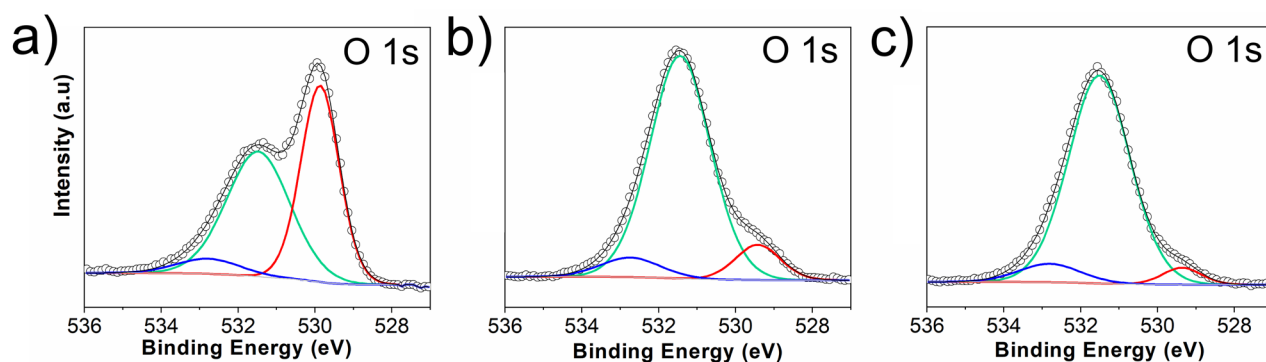 a) O 1s
b) O 1s
c) O 1s
Intensity (a.u)
536 534 532 530 528
536 534 532 530 528
536 534 532 530 528
Binding Energy (eV)
Binding Energy (eV)
Binding Energy (eV)